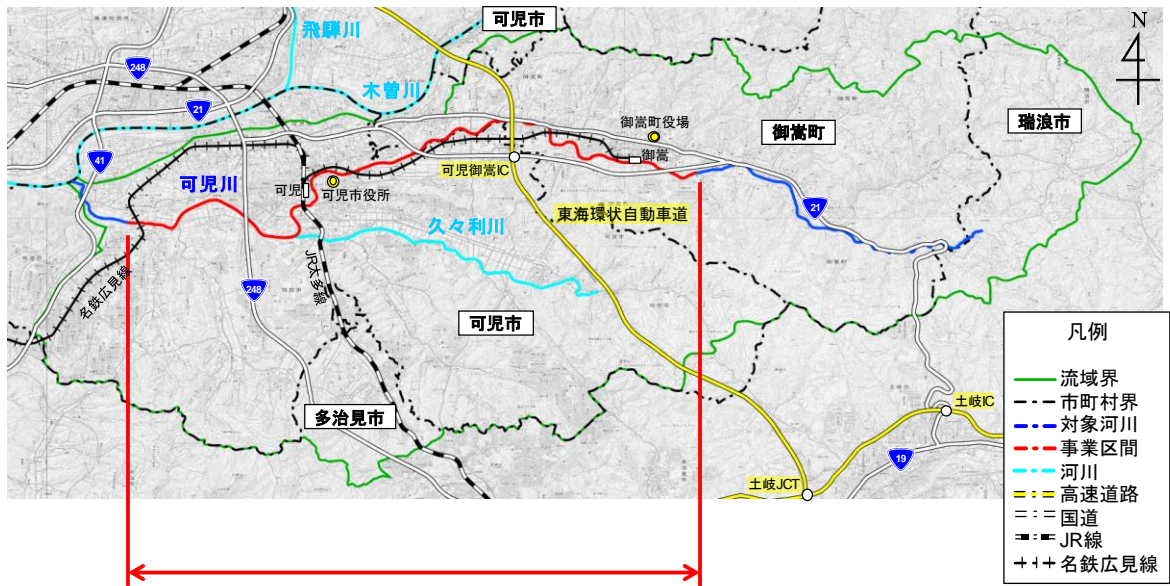 可児市
N
飛騨川
248
木曽川
21
御嵩町役場
御嵩町
瑞浪市
41
可児御嵩IC
御嵩
可児川
可児
可児市役所
東海環状自動車道
21
久々利川
JR太多線
248
名鉄広見線
可児市
多治見市
凡例
流域界
市町村界
対象河川
事業区間
河川
高速道路
国道
JR線
名鉄広見線
土岐IC
19
土岐JCT